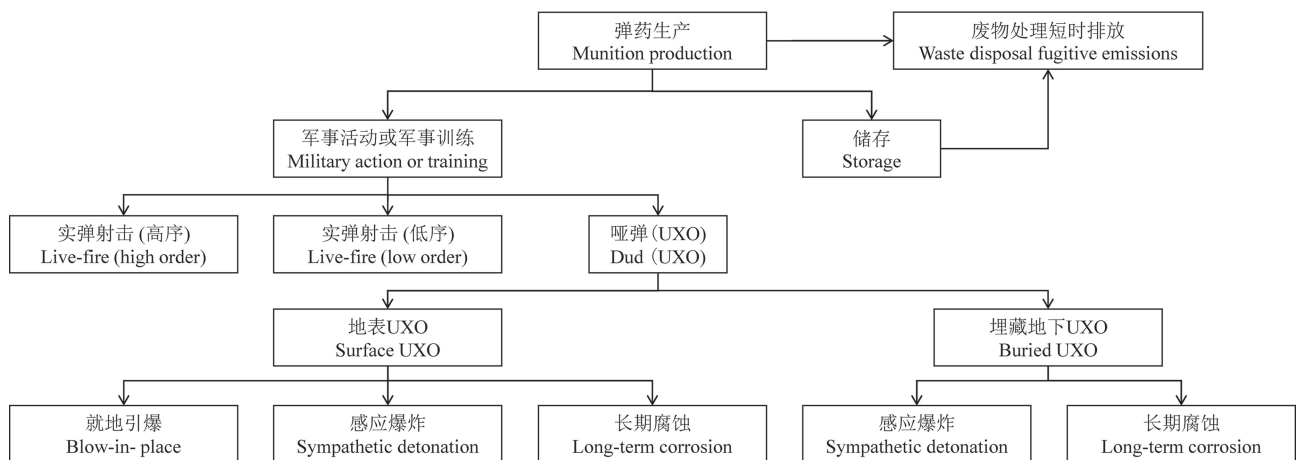 弹药生产
Munition production
废物处理短时排放
Waste disposal fugitive emissions
军事活动或军事训练
Military action or training
储存
Storage
实弹射击 (高序)
Live-fire (high order)
实弹射击 (低序)
Live-fire (low order)
哑弹(UXO)
Dud (UXO)
地表UXO
Surface UXO
埋藏地下UXO
Buried UXO
就地引爆
Blow-in- place
感应爆炸
Sympathetic detonation
长期腐蚀
Long-term corrosion
感应爆炸
Sympathetic detonation
长期腐蚀
Long-term corrosion